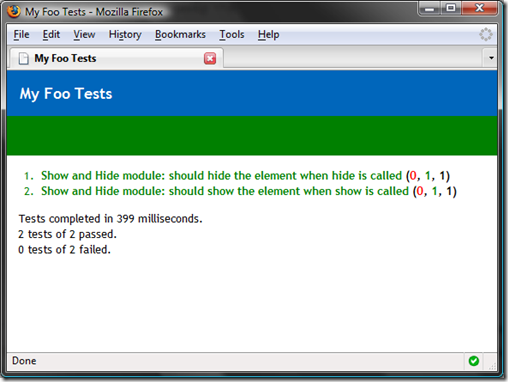 My Foo Tests - Mozilla Firefox
File Edit View History Bookmarks Tools Help
My Foo Tests
My Foo Tests
1. Show and Hide module: should hide the element when hide is called (0, 1, 1)
2. Show and Hide module: should show the element when show is called (0, 1, 1)
Tests completed in 399 milliseconds.
2 tests of 2 passed.
0 tests of 2 failed.
Done